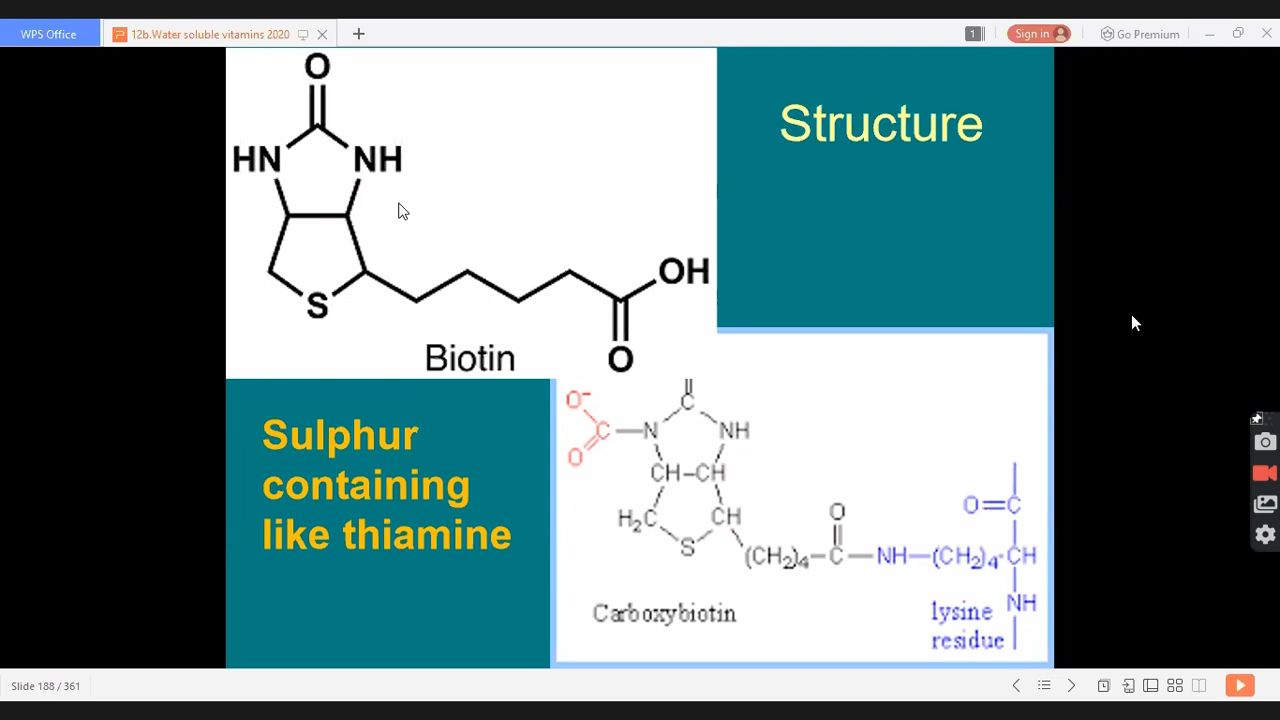 WPS Office
12b.Water soluble vitamins 2020
1
Sign in
Go Premium
O
HN
NH
S
OH
O
Biotin
Structure
Sulphur
containing
like thiamine
O⁻
C
O
C
N
NH
CH–CH
H₂C
CH
S
(CH₂)₄–C–NH–(CH₂)₄-CH
O
O=C
NH
Carboxybiotin
lysine
residue
Slide 188 / 361